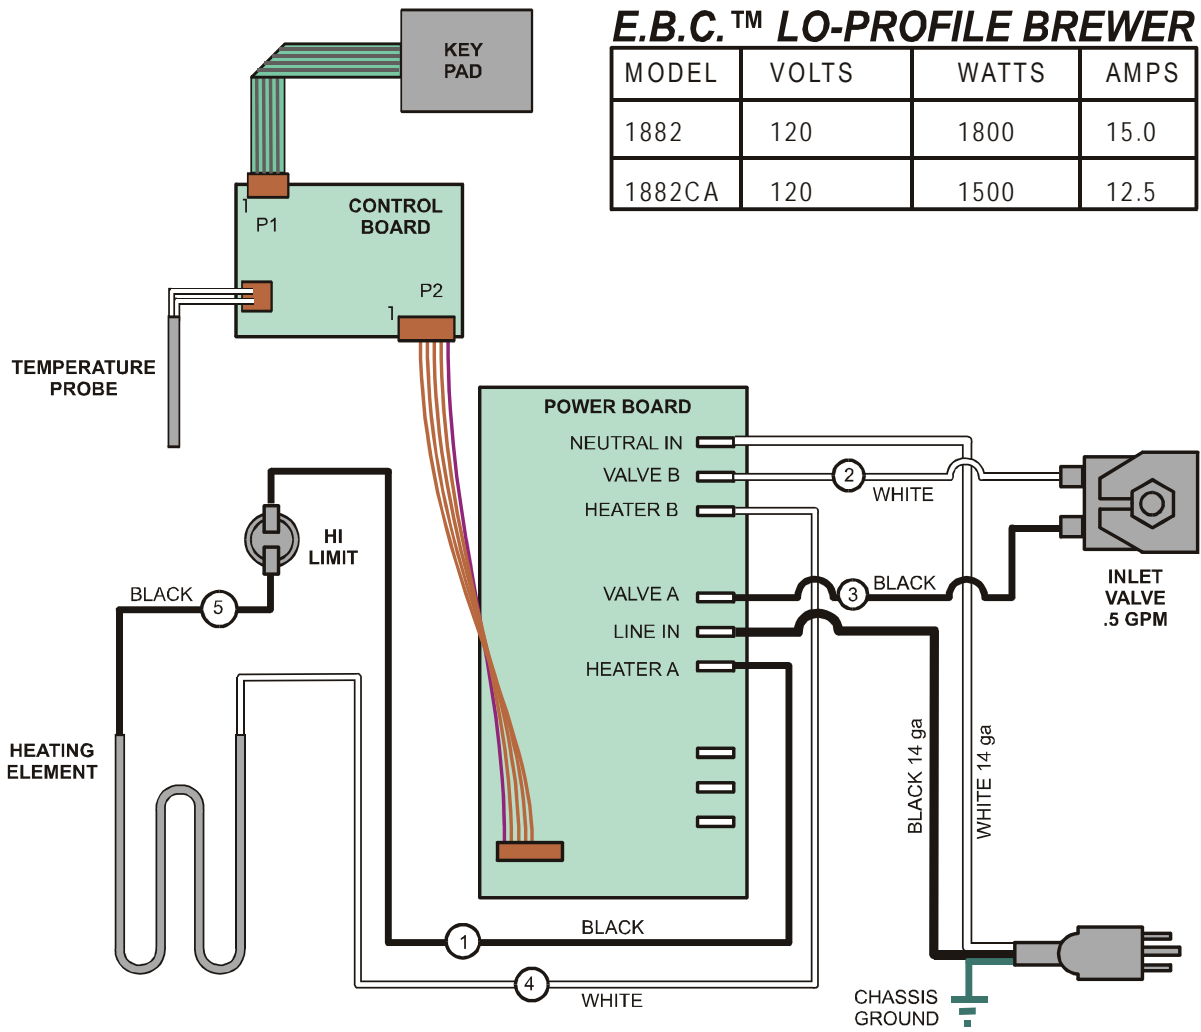 E.B.C.™ LO-PROFILE BREWER
MODEL VOLTS WATTS AMPS
1882 120 1800 15.0
1882CA 120 1500 12.5
KEY
PAD
1
P1
CONTROL
BOARD
P2
1
TEMPERATURE
PROBE
POWER BOARD
NEUTRAL IN
VALVE B
2
WHITE
HEATER B
HI
LIMIT
INLET
VALVE
.5 GPM
BLACK
5
VALVE A
3
BLACK
LINE IN
HEATER A
HEATING
ELEMENT
BLACK 14 ga
WHITE 14 ga
1
BLACK
4
WHITE
CHASSIS
GROUND